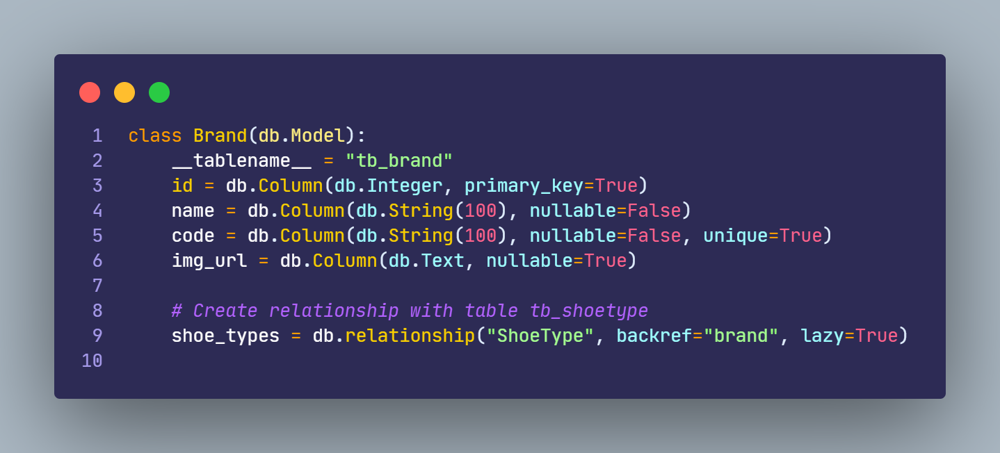 1 class Brand(db.Model):
2     __tablename__ = "tb_brand"
3     id = db.Column(db.Integer, primary_key=True)
4     name = db.Column(db.String(100), nullable=False)
5     code = db.Column(db.String(100), nullable=False, unique=True)
6     img_url = db.Column(db.Text, nullable=True)
7
8     # Create relationship with table tb_shoetype
9     shoe_types = db.relationship("ShoeType", backref="brand", lazy=True)
10